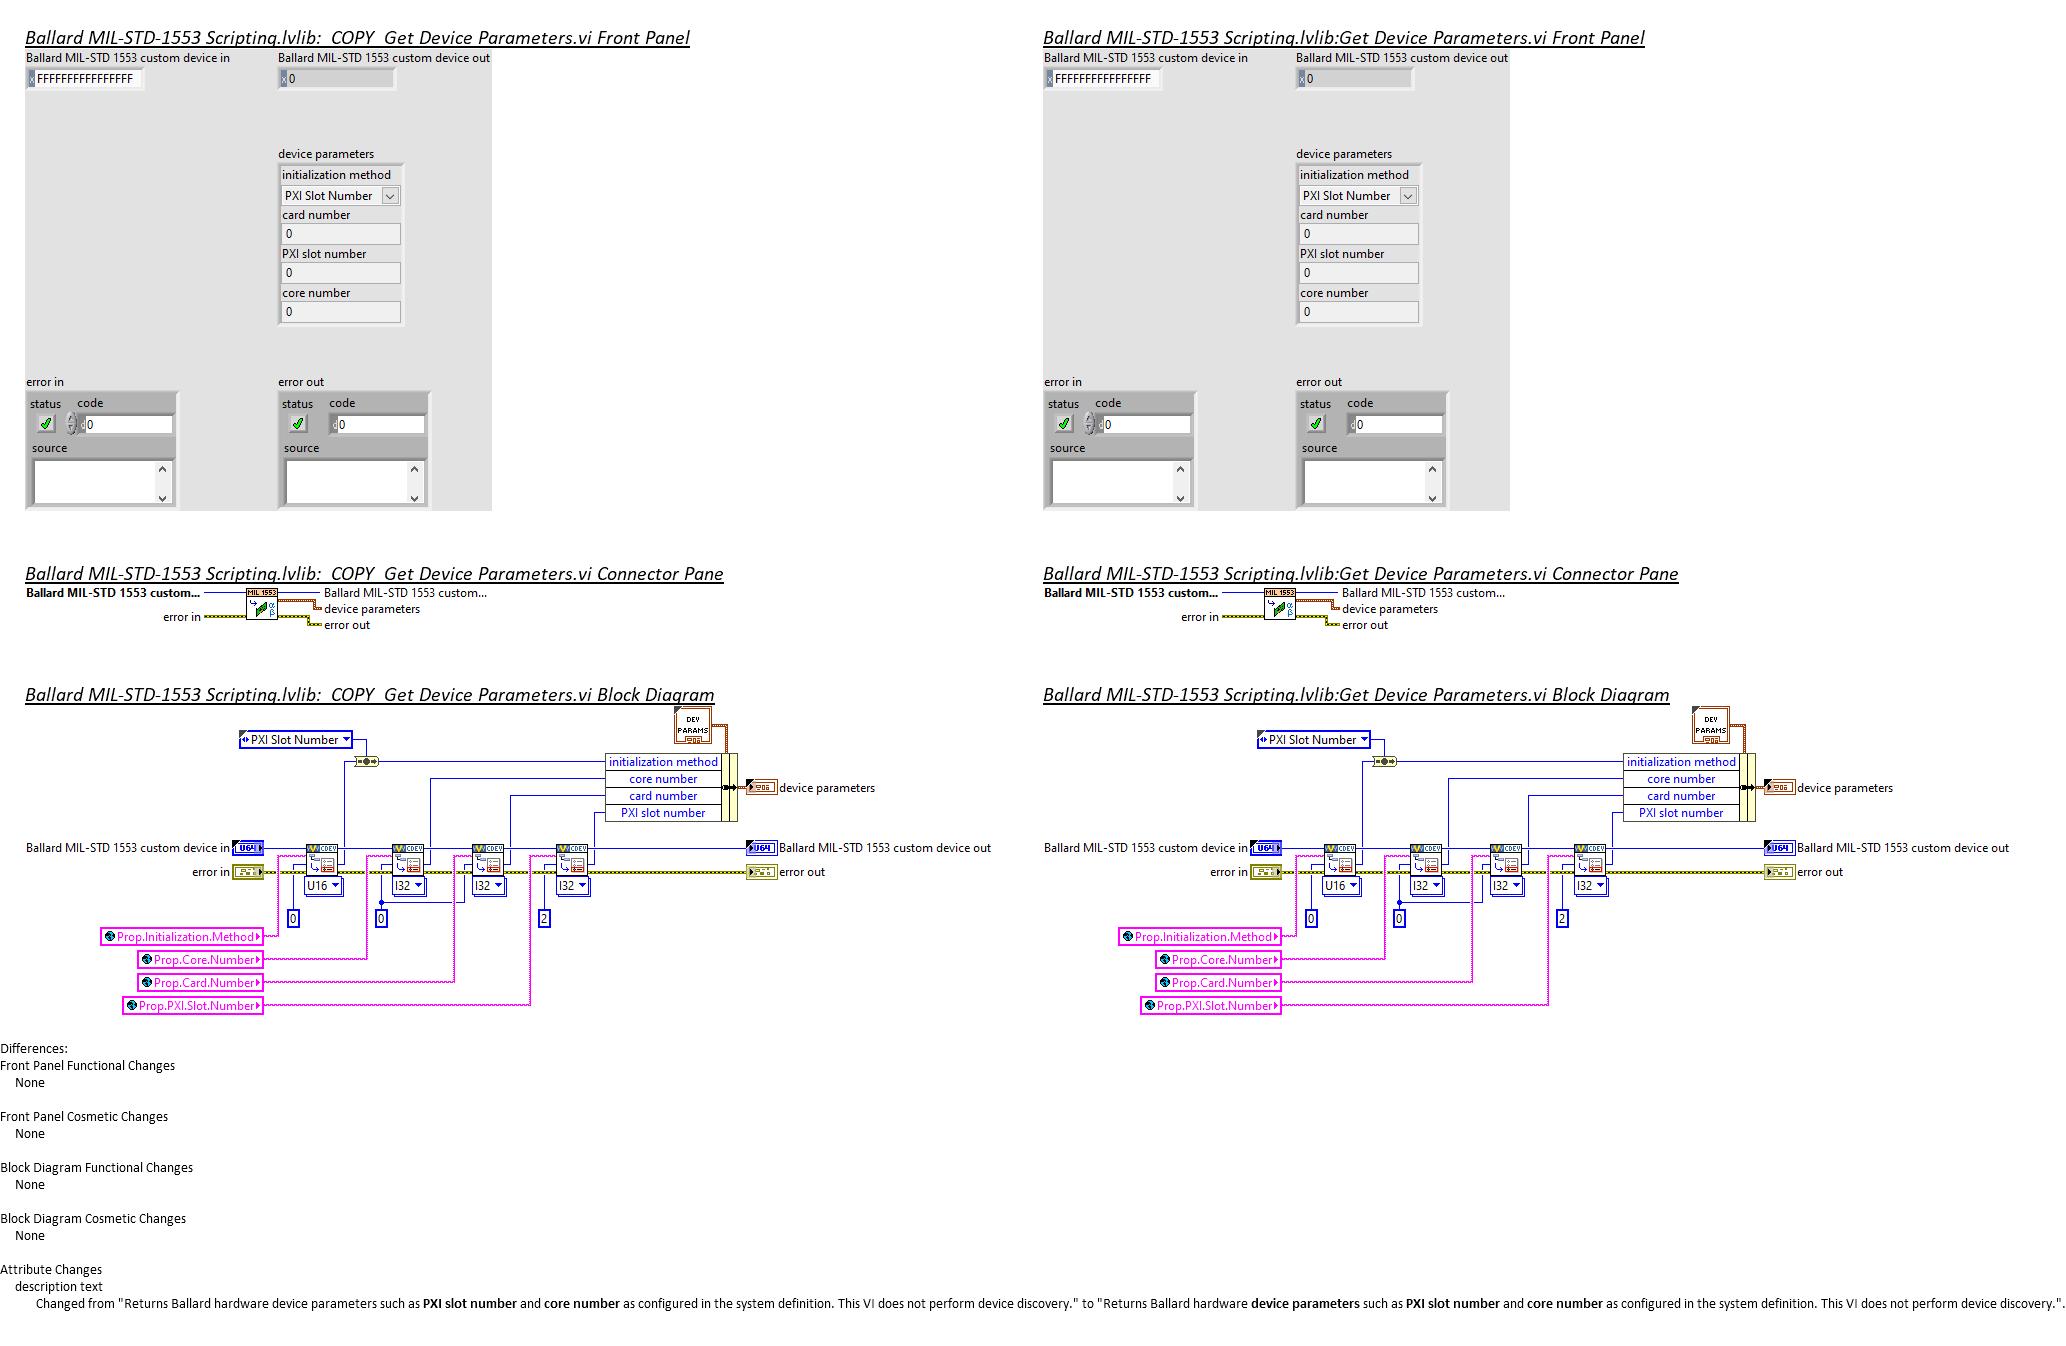 Ballard MIL-STD-1553 Scripting.lvlib:  COPY  Get Device Parameters.vi Front Panel
Ballard MIL-STD 1553 custom device in
Ballard MIL-STD 1553 custom device out
x FFFFFFFFFFFFFFFF
x 0
device parameters
initialization method
PXI Slot Number
card number
0
PXI slot number
0
core number
0
error in
status
code
d 0
source
error out
status
code
d 0
source
Ballard MIL-STD-1553 Scripting.lvlib:Get Device Parameters.vi Front Panel
Ballard MIL-STD 1553 custom device in
Ballard MIL-STD 1553 custom device out
x FFFFFFFFFFFFFFFF
x 0
device parameters
initialization method
PXI Slot Number
card number
0
PXI slot number
0
core number
0
error in
status
code
d 0
source
error out
status
code
d 0
source
Ballard MIL-STD-1553 Scripting.lvlib:  COPY  Get Device Parameters.vi Connector Pane
Ballard MIL-STD 1553 custom...
MIL 1553
α
β
Ballard MIL-STD 1553 custom...
device parameters
error in
error out
Ballard MIL-STD-1553 Scripting.lvlib:Get Device Parameters.vi Connector Pane
Ballard MIL-STD 1553 custom...
MIL 1553
α
β
Ballard MIL-STD 1553 custom...
device parameters
error in
error out
Ballard MIL-STD-1553 Scripting.lvlib:  COPY  Get Device Parameters.vi Block Diagram
DEV
PARAMS
PXI Slot Number
initialization method
core number
card number
PXI slot number
device parameters
Ballard MIL-STD 1553 custom device in
U64
CDEV
CDEV
CDEV
CDEV
U64
Ballard MIL-STD 1553 custom device out
error in
error out
U16
I32
I32
I32
0
0
2
Prop.Initialization.Method
Prop.Core.Number
Prop.Card.Number
Prop.PXI.Slot.Number
Ballard MIL-STD-1553 Scripting.lvlib:Get Device Parameters.vi Block Diagram
DEV
PARAMS
PXI Slot Number
initialization method
core number
card number
PXI slot number
device parameters
Ballard MIL-STD 1553 custom device in
U64
CDEV
CDEV
CDEV
CDEV
U64
Ballard MIL-STD 1553 custom device out
error in
error out
U16
I32
I32
I32
0
0
2
Prop.Initialization.Method
Prop.Core.Number
Prop.Card.Number
Prop.PXI.Slot.Number
Differences:
Front Panel Functional Changes
None
Front Panel Cosmetic Changes
None
Block Diagram Functional Changes
None
Block Diagram Cosmetic Changes
None
Attribute Changes
description text
Changed from "Returns Ballard hardware device parameters such as PXI slot number and core number as configured in the system definition. This VI does not perform device discovery." to "Returns Ballard hardware device parameters such as PXI slot number and core number as configured in the system definition. This VI does not perform device discovery.".